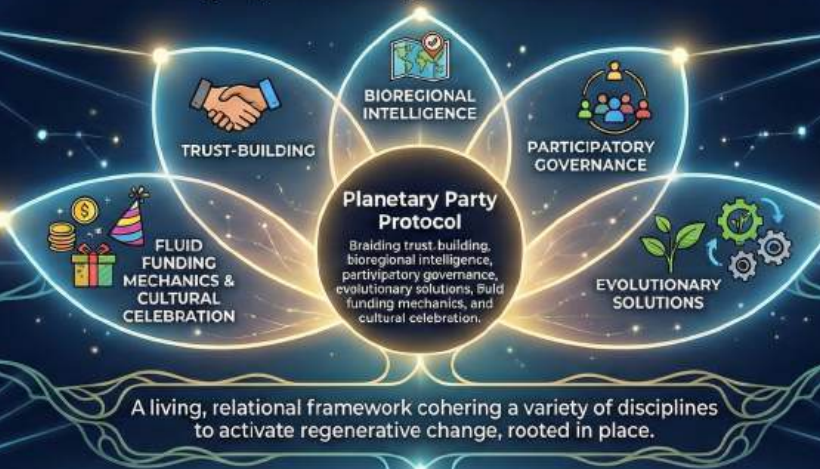 BIOREGIONAL
INTELLIGENCE
TRUST-BUILDING
PARTICIPATORY
GOVERNANCE
FLUID
FUNDING
MECHANICS &
CULTURAL
CELEBRATION
Planetary Party
Protocol
Braiding trust building,
bioregional intelligence,
partivipatory governance,
evolutionary solutions, Build
funding mechanics, and
cultural celebration.
EVOLUTIONARY
SOLUTIONS
A living, relational framework cohering a variety of disciplines
to activate regenerative change, rooted in place.